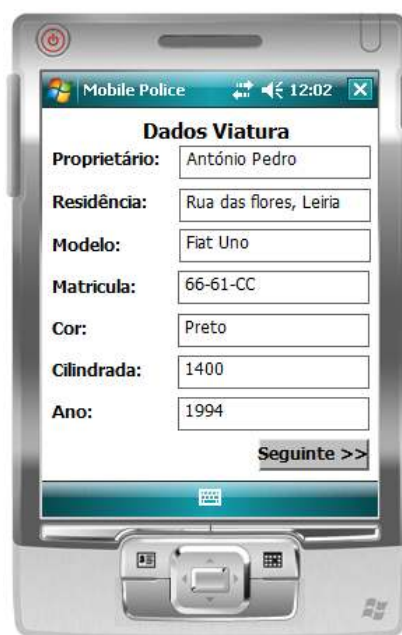 Mobile Police 12:02
Dados Viatura
Proprietário: António Pedro
Residência: Rua das flores, Leiria
Modelo: Fiat Uno
Matricula: 66-61-CC
Cor: Preto
Cilindrada: 1400
Ano: 1994
Seguinte >>